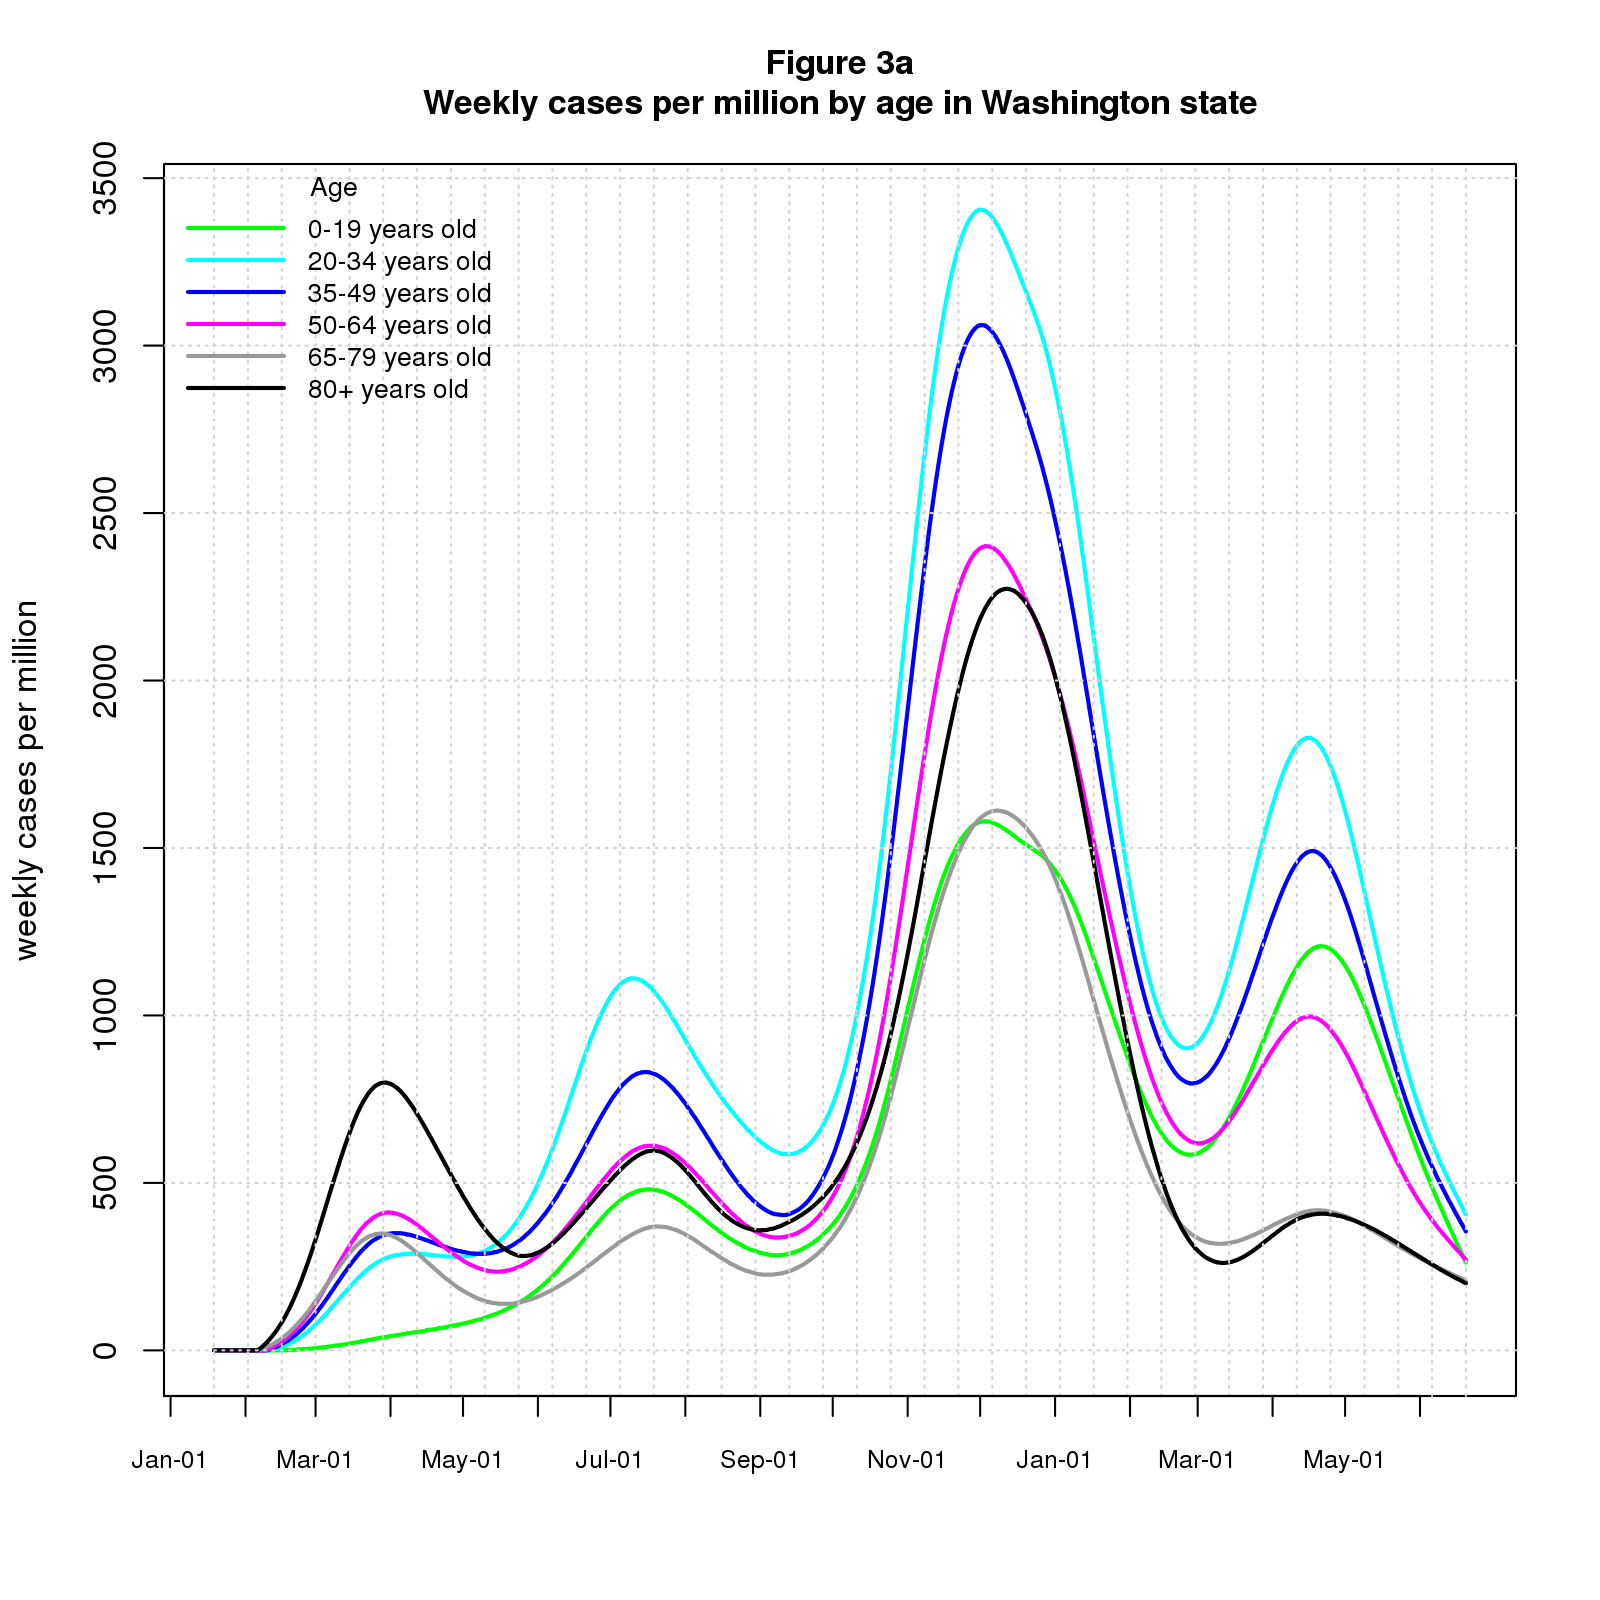 Figure 3a
Weekly cases per million by age in Washington state
3500
3000
2500
2000
1500
1000
500
0
weekly cases per million
Age
0-19 years old
20-34 years old
35-49 years old
50-64 years old
65-79 years old
80+ years old
Jan-01 Mar-01 May-01 Jul-01 Sep-01 Nov-01 Jan-01 Mar-01 May-01